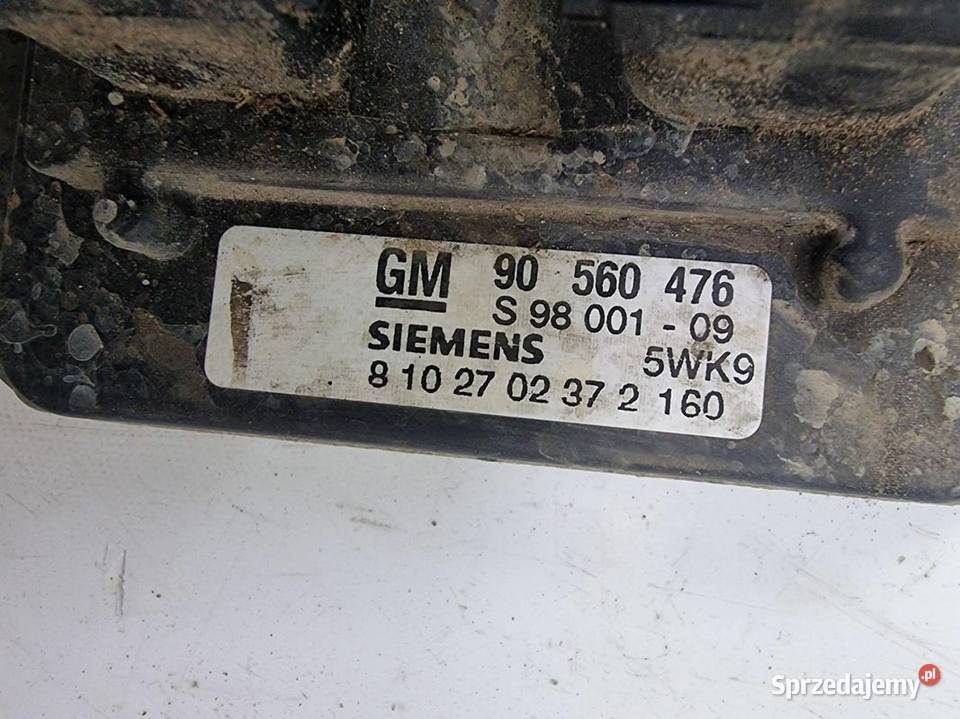 GM 90 560 476
S 98 001 - 09
SIEMENS 5WK9
8 10 27 02 37 2 160
Sprzedajemy.pl